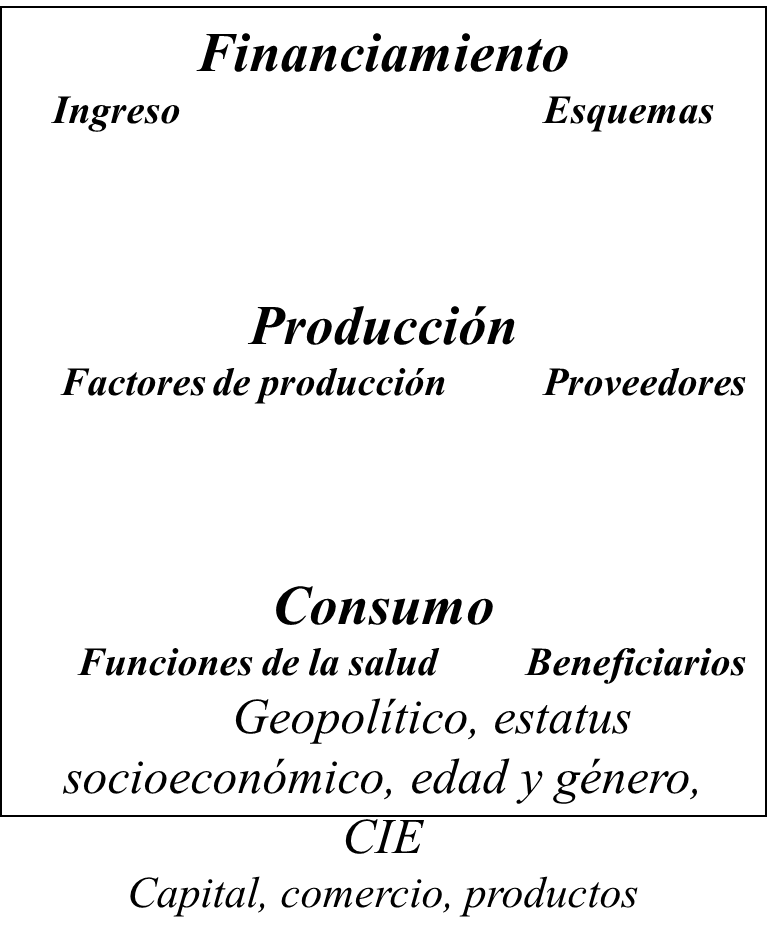 Financiamiento
Ingreso Esquemas
Producción
Factores de producción Proveedores
Consumo
Funciones de la salud Beneficiarios
Geopolítico, estatus
socioeconómico, edad y género,
CIE
Capital, comercio, productos